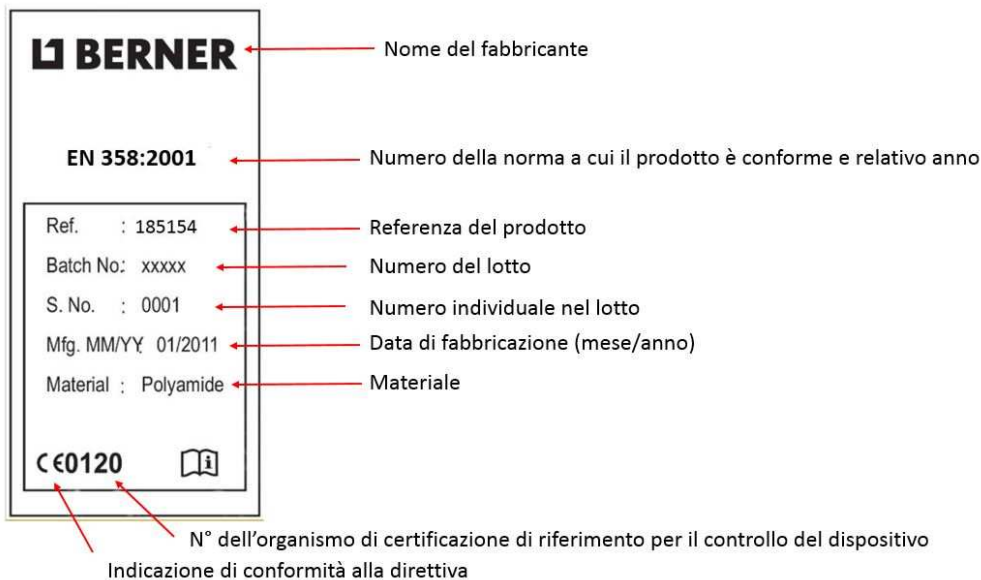 BERNER
Nome del fabbricante
EN 358:2001
Numero della norma a cui il prodotto è conforme e relativo anno
Ref. : 185154
Referenza del prodotto
Batch No.: xxxxx
Numero del lotto
S. No. : 0001
Numero individuale nel lotto
Mfg. MM/YY: 01/2011
Data di fabbricazione (mese/anno)
Material : Polyamide
Materiale
CE0120
i
N° dell’organismo di certificazione di riferimento per il controllo del dispositivo
Indicazione di conformità alla direttiva